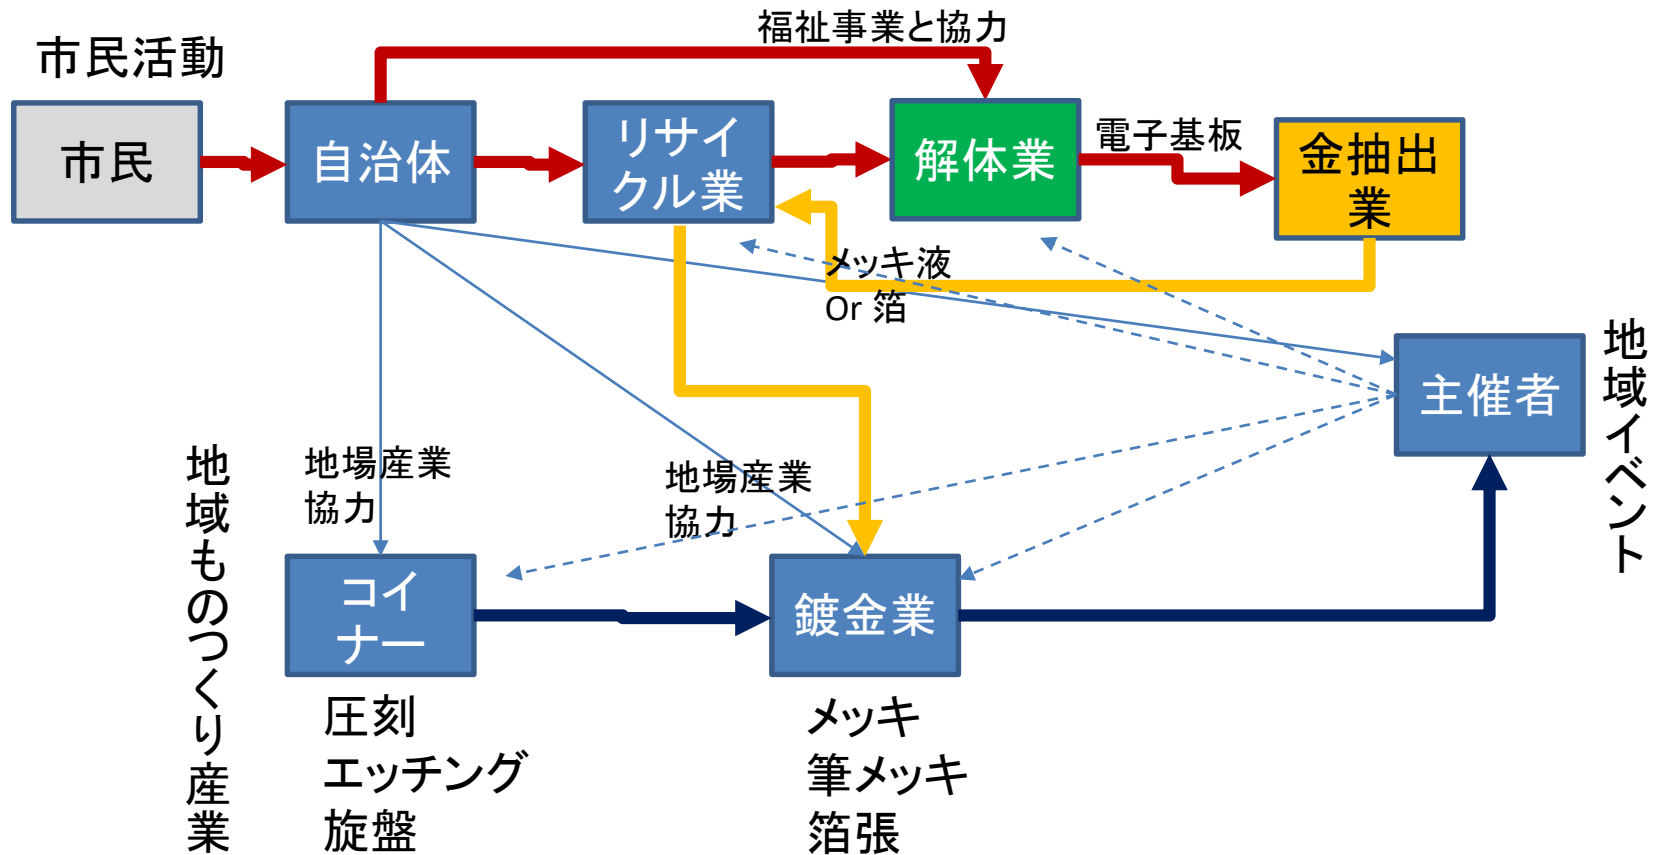 福祉事業と協力
市民活動
市民
自治体
リサイ
クル業
解体業
電子基板
金抽出
業
メッキ液
Or 箔
主催者
地域イベント
地域ものつくり産業
地場産業
協力
地場産業
協力
コイ
ナー
鍍金業
圧刻
エッチング
旋盤
メッキ
筆メッキ
箔張